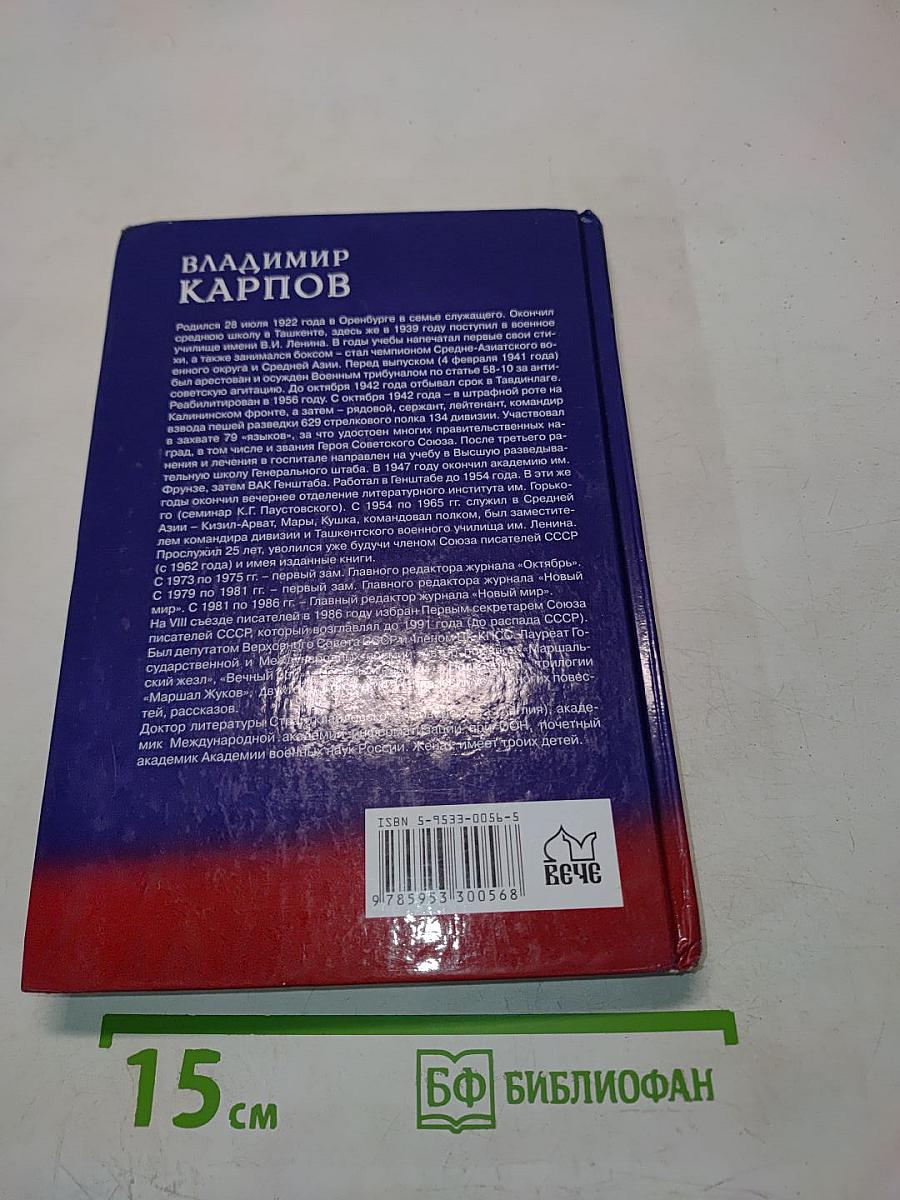 ВЛАДИМИР
КАРПОВ
Родился 28 июля 1922 года в Оренбурге в семье служащего. Окончил
среднюю школу в Ташкенте, здесь же в 1939 году поступил в военное
училище имени В.И. Ленина. В годы учебы напечатал первые свои сти-
хи, а также занимался боксом – стал чемпионом Средне-Азиатского во-
енного округа и Средней Азии. Перед выпуском (4 февраля 1941 года)
был арестован и осужден Военным трибуналом по статье 58-10 за анти-
советскую агитацию. До октября 1942 года отбывал срок в Тавдинлаге.
Реабилитирован в 1956 году. С октября 1942 года – в штрафной роте на
Калининском фронте, а затем – рядовой, сержант, лейтенант, командир
взвода пешей разведки 629 стрелкового полка 134 дивизии. Участвовал
в захвате 79 «языков», за что удостоен многих правительственных на-
град, в том числе и звания Героя Советского Союза. После третьего ра-
нения и лечения в госпитале направлен на учебу в Высшую разведыва-
тельную школу Генерального штаба. В 1947 году окончил академию им.
Фрунзе, затем ВАК Генштаба. Работал в Генштабе до 1954 года. В эти же
годы окончил вечернее отделение литературного института им. Горько-
го (семинар К.Г. Паустовского). С 1954 по 1965 гг. служил в Средней
Азии – Кизил-Арват, Мары, Кушка, командовал полком, был заместите-
лем командира дивизии и Ташкентского военного училища им. Ленина.
Прослужил 25 лет, уволился уже будучи членом Союза писателей СССР
(с 1962 года) и имея изданные книги.
С 1973 по 1975 гг. – первый зам. Главного редактора журнала «Октябрь».
С 1979 по 1981 гг. – первый зам. Главного редактора журнала «Новый
мир». С 1981 по 1986 гг. – Главный редактор журнала «Новый мир».
На VIII съезде писателей в 1986 году избран Первым секретарем Союза
писателей СССР, который возглавлял до 1991 года (до распада СССР).
Был депутатом Верховного Совета СССР и членом ЦК КПСС. Лауреат Го-
сударственной и Международных «Маршаль-
ский жезл», «Вечный трилогии
«Маршал Жуков», многих повес-
тей, рассказов.
Доктор литературы акаде-
мик Международной академии информатизации при ООН, почетный
академик Академии военных наук России. Женат, имеет троих детей.
ISBN 5-9533-0056-5
9 785953 300568
ВЕЧЕ
15 см
БФ БИБЛИОФАН